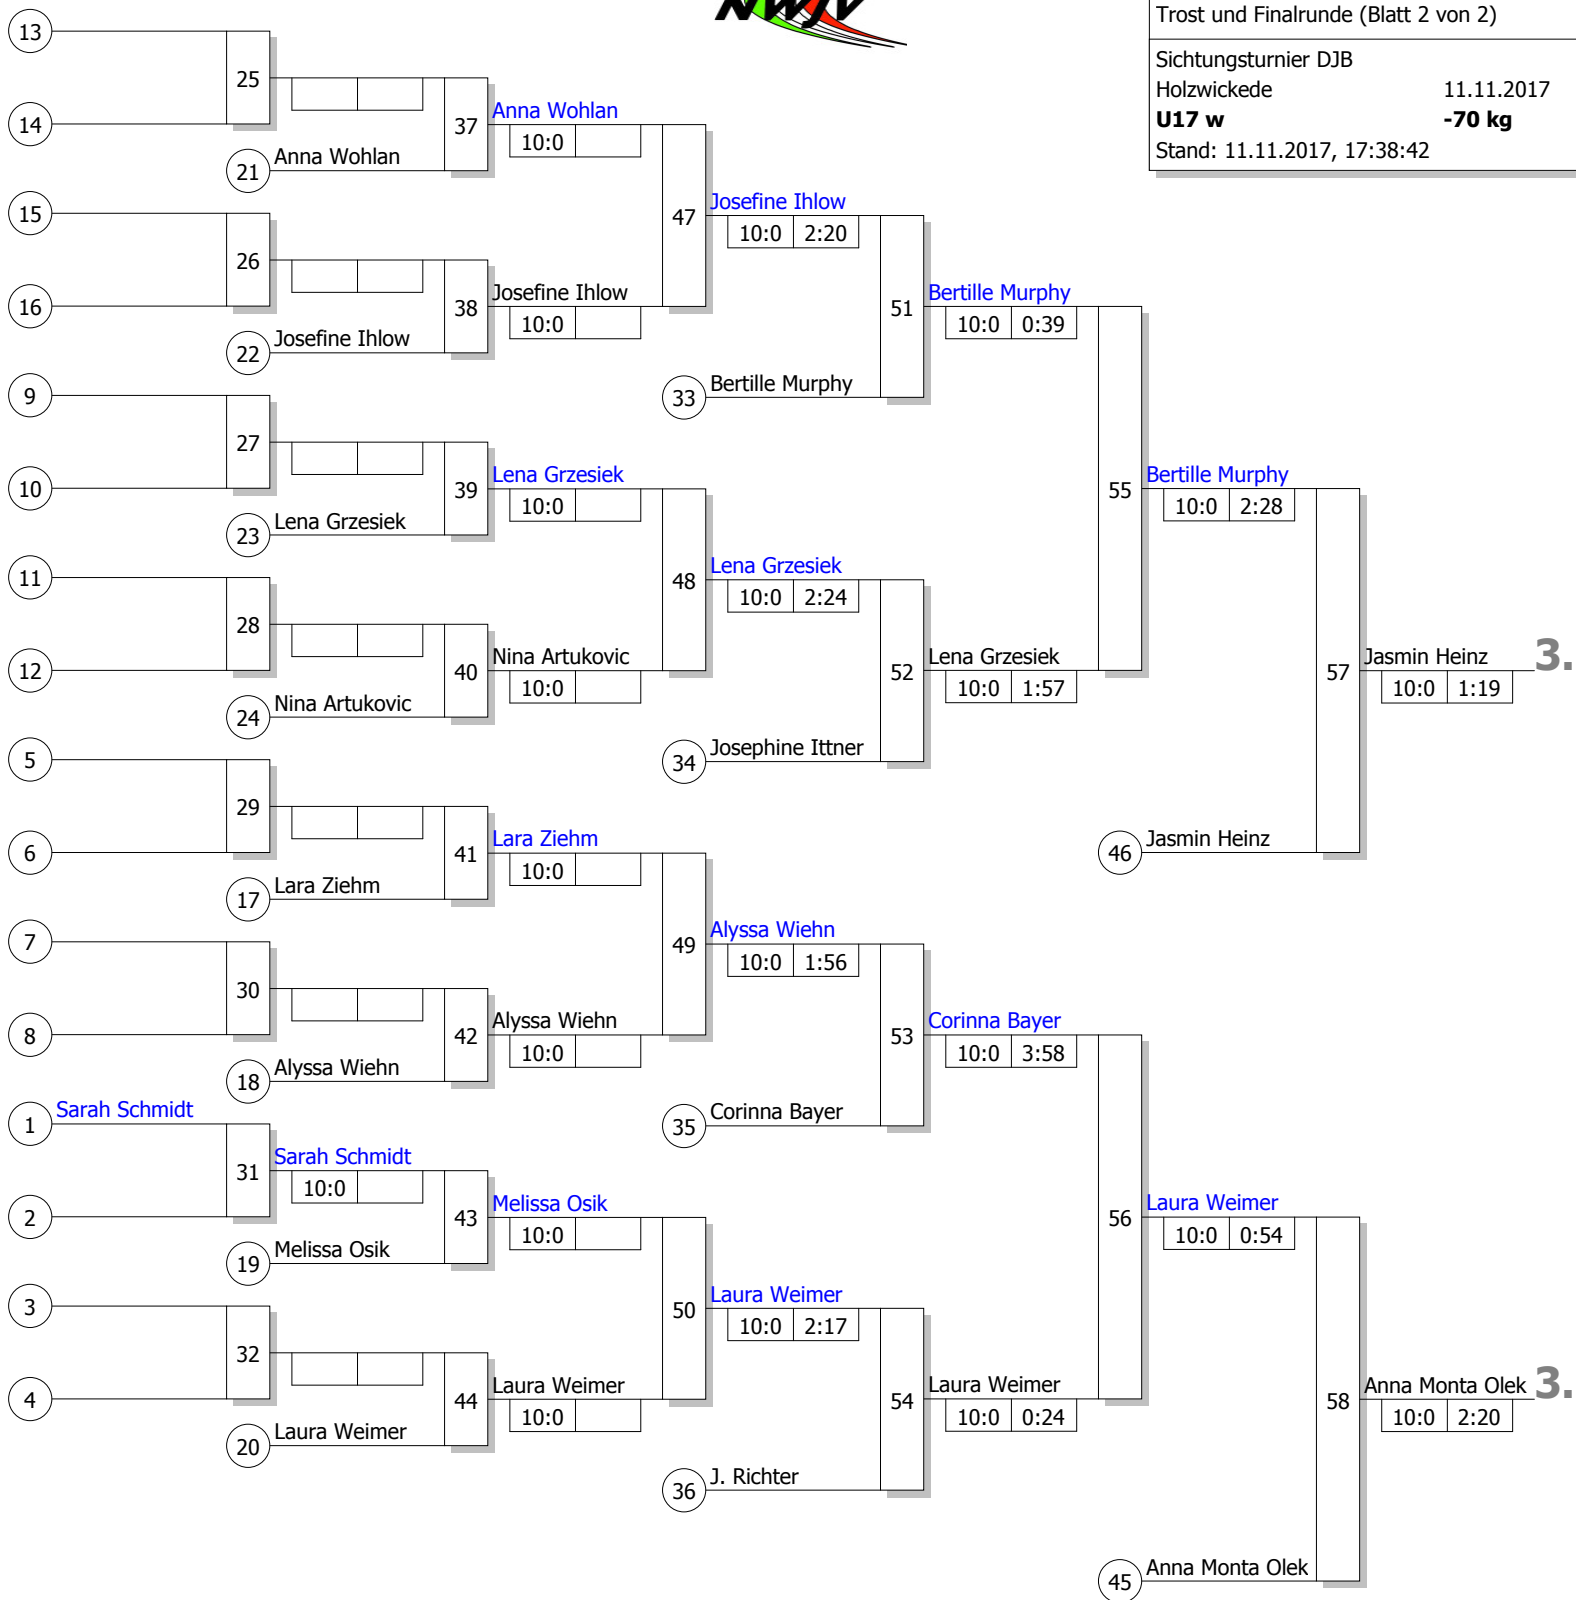 NWJV
Trost und Finalrunde (Blatt 2 von 2)
Sichtungsturnier DJB
Holzwickede 11.11.2017
U17 w -70 kg
Stand: 11.11.2017, 17:38:42
13
25
14
37
Anna Wohlan
10:0
21 Anna Wohlan
15
47
Josefine Ihlow
10:0 2:20
26
16
38
Josefine Ihlow
10:0
22 Josefine Ihlow
51
Bertille Murphy
10:0 0:39
33 Bertille Murphy
9
27
10
39
Lena Grzesiek
10:0
23 Lena Grzesiek
55
Bertille Murphy
10:0 2:28
11
48
Lena Grzesiek
10:0 2:24
28
12
40
Nina Artukovic
10:0
24 Nina Artukovic
52
Lena Grzesiek
10:0 1:57
57
Jasmin Heinz 3.
10:0 1:19
34 Josephine Ittner
5
29
6
41
Lara Ziehm
10:0
46 Jasmin Heinz
17 Lara Ziehm
7
49
Alyssa Wiehn
10:0 1:56
30
8
42
Alyssa Wiehn
10:0
18 Alyssa Wiehn
53
Corinna Bayer
10:0 3:58
35 Corinna Bayer
1 Sarah Schmidt
31
Sarah Schmidt
10:0
2
43
Melissa Osik
10:0
19 Melissa Osik
56
Laura Weimer
10:0 0:54
3
50
Laura Weimer
10:0 2:17
32
4
44
Laura Weimer
10:0
20 Laura Weimer
54
Laura Weimer
10:0 0:24
58
Anna Monta Olek 3.
10:0 2:20
36 J. Richter
45 Anna Monta Olek